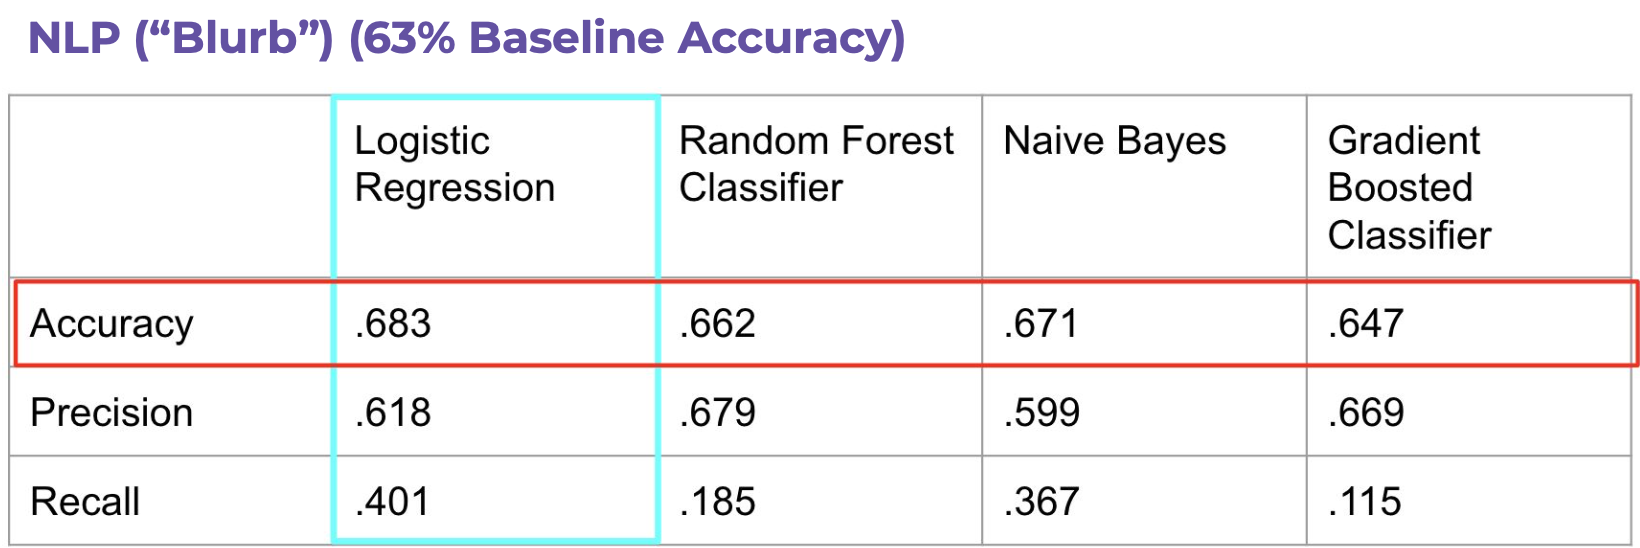 NLP (“Blurb”) (63% Baseline Accuracy)
Logistic Regression
Random Forest Classifier
Naive Bayes
Gradient Boosted Classifier
Accuracy .683 .662 .671 .647
Precision .618 .679 .599 .669
Recall .401 .185 .367 .115